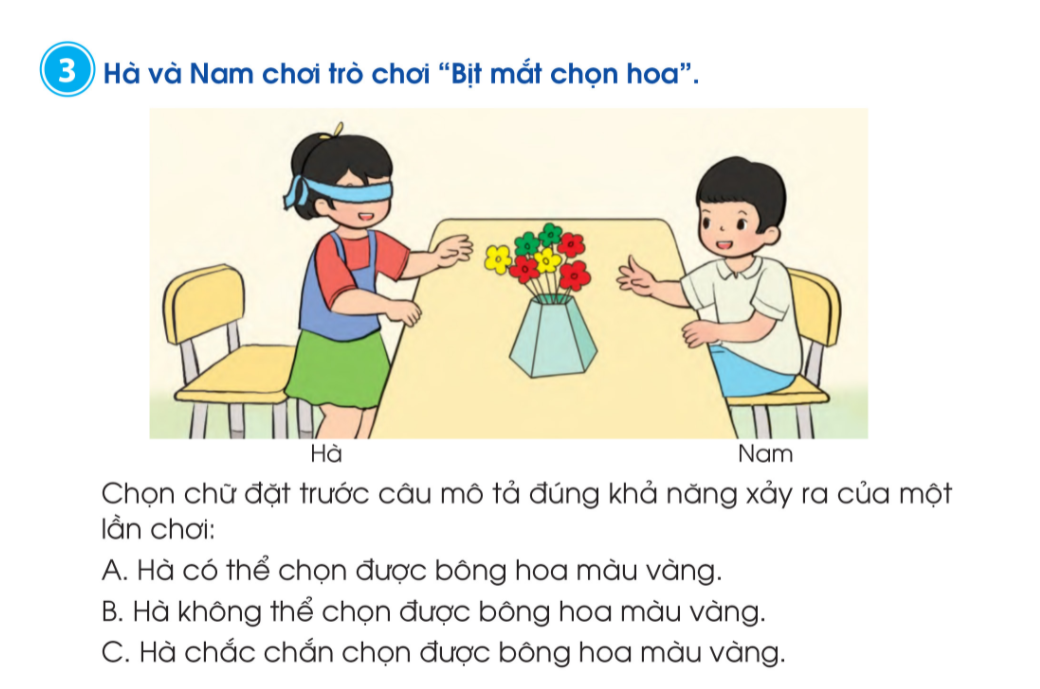 3 Hà và Nam chơi trò chơi “Bịt mắt chọn hoa”.
Hà Nam
Chọn chữ đặt trước câu mô tả đúng khả năng xảy ra của một
lần chơi:
A. Hà có thể chọn được bông hoa màu vàng.
B. Hà không thể chọn được bông hoa màu vàng.
C. Hà chắc chắn chọn được bông hoa màu vàng.